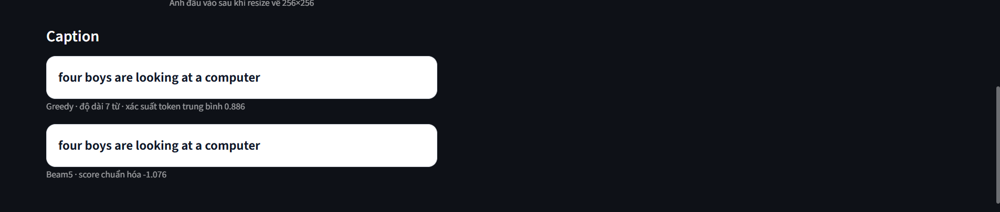 Ảnh đầu vào sau khi resize về 256×256
Caption
four boys are looking at a computer
Greedy · độ dài 7 từ · xác suất token trung bình 0.886
four boys are looking at a computer
Beam5 · score chuẩn hóa -1.076